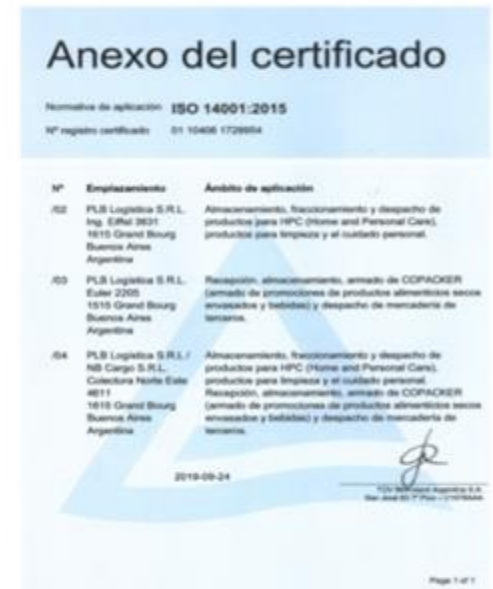 Anexo del certificado
Normativa de aplicación ISO 14001:2015
Nº registro certificado 01 10406
Nº Emplazamiento Ámbito de aplicación
/02 PLB Logística S.R.L. Almacenamiento, fraccionamiento y despacho de
Ing. Eiffel 3631 productos para HPC (Home and Personal Care),
1615 Grand Bourg productos para limpieza y el cuidado personal.
Buenos Aires
Argentina
/03 PLB Logística S.R.L. Recepción, almacenamiento, armado de COPACKER
Euler 2205 (armado de promociones de productos alimenticios secos
1615 Grand Bourg envasados y bebidas) y despacho de mercadería de
Buenos Aires terceros.
Argentina
/04 PLB Logística S.R.L. / Almacenamiento, fraccionamiento y despacho de
NB Cargo S.R.L. productos para HPC (Home and Personal Care),
Colectora Norte Este productos para limpieza y el cuidado personal.
4611 Recepción, almacenamiento, armado de COPACKER
1615 Grand Bourg (armado de promociones de productos alimenticios secos
Buenos Aires envasados y bebidas) y despacho de mercadería de
Argentina terceros.
2019-09-24
Argentina S.A.
Page 1 of 1